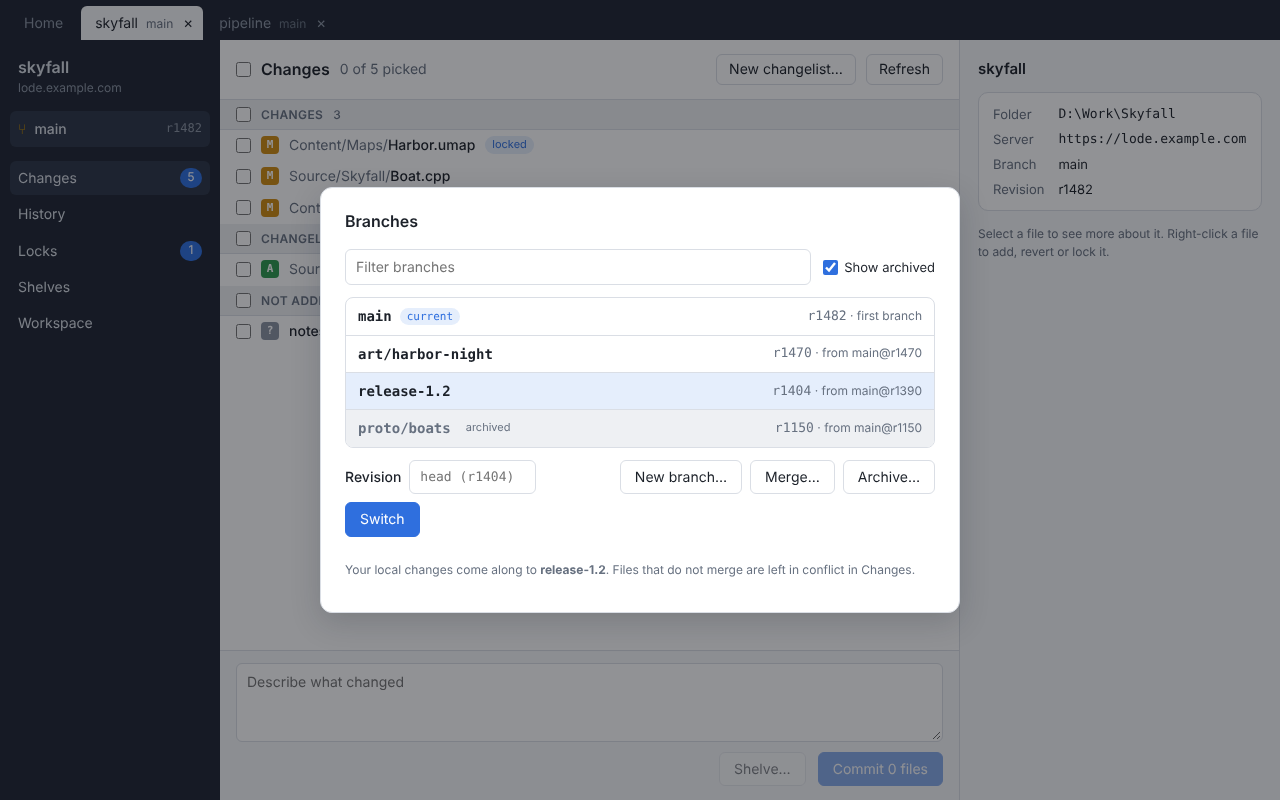 Home
skyfall main ×
pipeline main ×
skyfall
lode.example.com
main r1482
Changes 5
History
Locks 1
Shelves
Workspace
Changes 0 of 5 picked
New changelist...
Refresh
CHANGES 3
M Content/Maps/Harbor.umap locked
M Source/Skyfall/Boat.cpp
M Cont
CHANGEL
A Sour
NOT ADD
? note
Branches
Filter branches
Show archived
main current r1482 · first branch
art/harbor-night r1470 · from main@r1470
release-1.2 r1404 · from main@r1390
proto/boats archived r1150 · from main@r1150
Revision head (r1404)
New branch...
Merge...
Archive...
Switch
Your local changes come along to release-1.2. Files that do not merge are left in conflict in Changes.
Describe what changed
Shelve...
Commit 0 files
skyfall
Folder D:\Work\Skyfall
Server https://lode.example.com
Branch main
Revision r1482
Select a file to see more about it. Right-click a file
to add, revert or lock it.